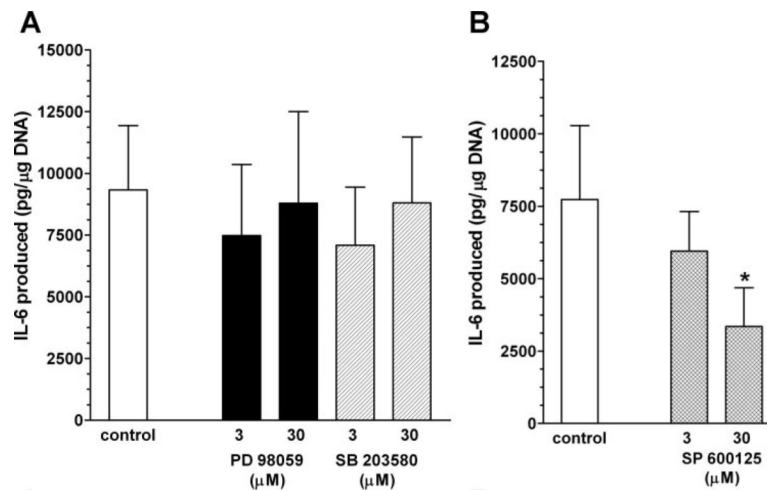 A
IL-6 produced (pg/μg DNA)
15000
12500
10000
7500
5000
2500
0
control
3
30
3
30
PD 98059
(μM)
SB 203580
(μM)
B
IL-6 produced (pg/μg DNA)
12500
10000
7500
5000
2500
0
*
control
3
30
SP 600125
(μM)